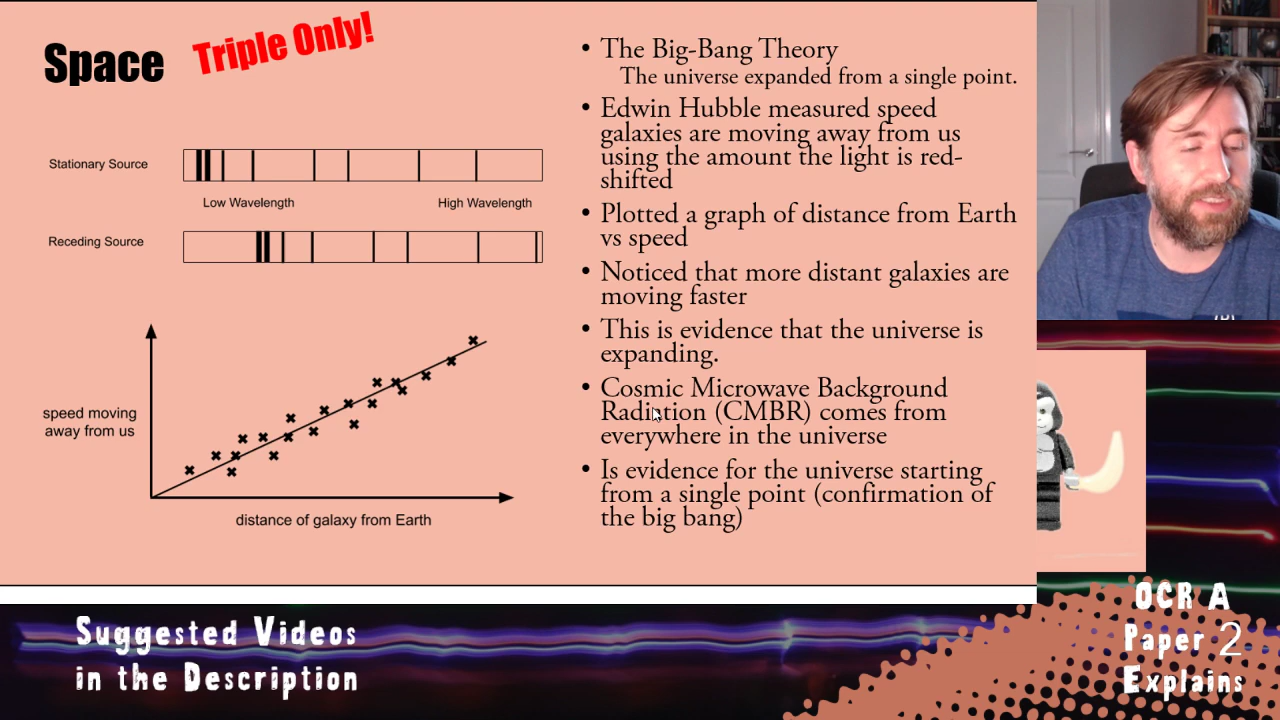 Space
Triple Only!
Stationary Source
Low Wavelength
High Wavelength
Receding Source
speed moving
away from us
distance of galaxy from Earth
• The Big-Bang Theory
The universe expanded from a single point.
• Edwin Hubble measured speed
galaxies are moving away from us
using the amount the light is red-
shifted
• Plotted a graph of distance from Earth
vs speed
• Noticed that more distant galaxies are
moving faster
• This is evidence that the universe is
expanding.
• Cosmic Microwave Background
Radiation (CMBR) comes from
everywhere in the universe
• Is evidence for the universe starting
from a single point (confirmation of
the big bang)
Suggested Videos
in the Description
OCR A
Paper 2
Explains